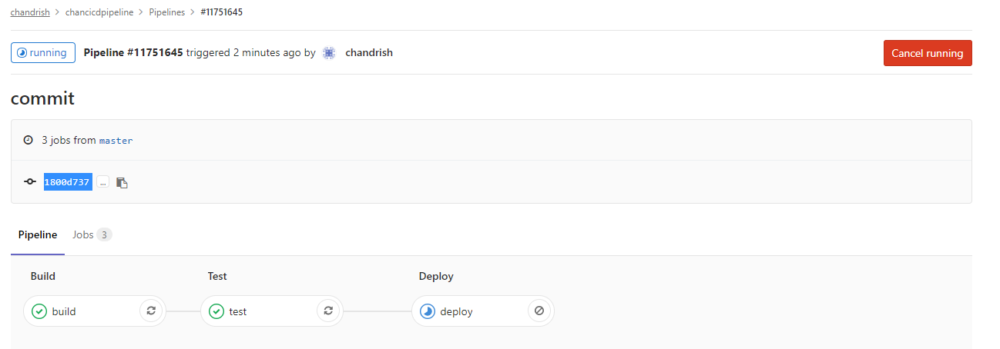 chandrish > chancicdpipeline > Pipelines > #11751645
running Pipeline #11751645 triggered 2 minutes ago by chandrish Cancel running
commit
3 jobs from master
1800d737 ...
Pipeline Jobs 3
Build Test Deploy
build test deploy